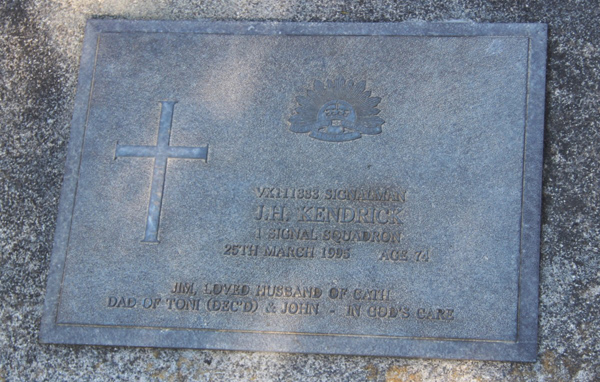 VX111882 SIGNALMAN
J.H. KENDRICK
1 SIGNAL SQUADRON
25TH MARCH 1995 AGE 74
JIM, LOVED HUSBAND OF CATH
DAD OF TONI (DEC'D) & JOHN - IN GOD'S CARE